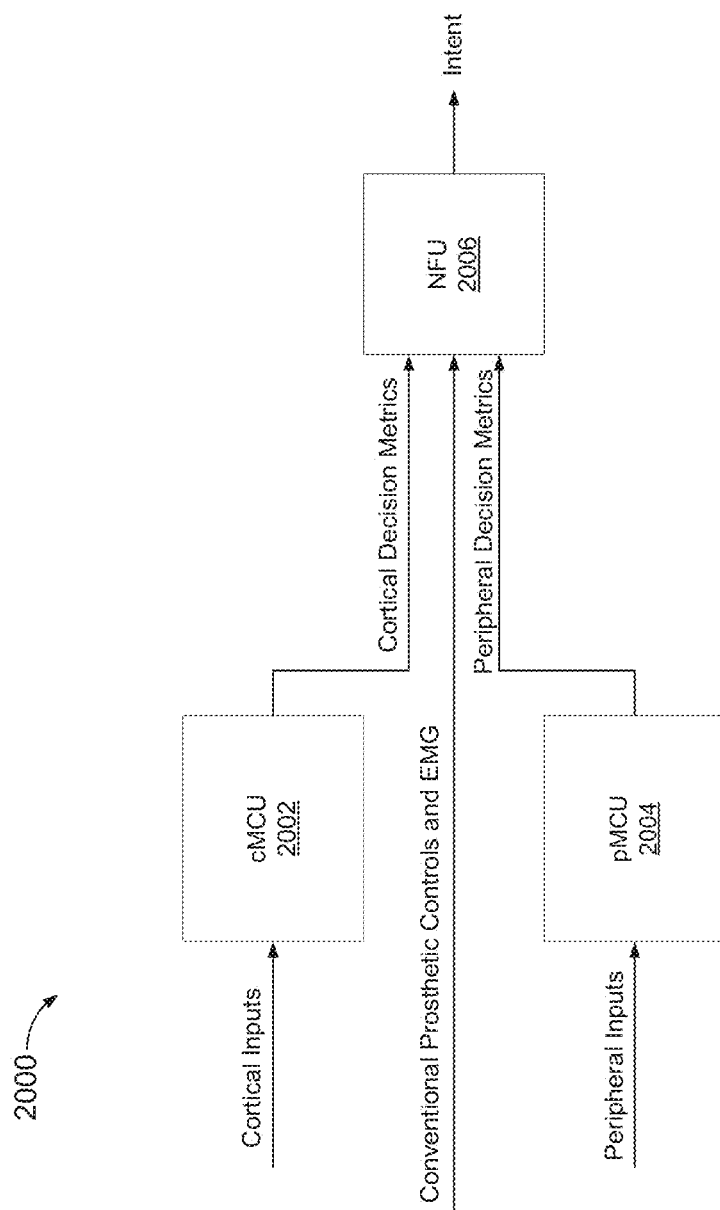 2000
Cortical Inputs
cMCU
2002
Cortical Decision Metrics
Conventional Prosthetic Controls and EMG
NFU
2006
Intent
Peripheral Decision Metrics
Peripheral Inputs
pMCU
2004